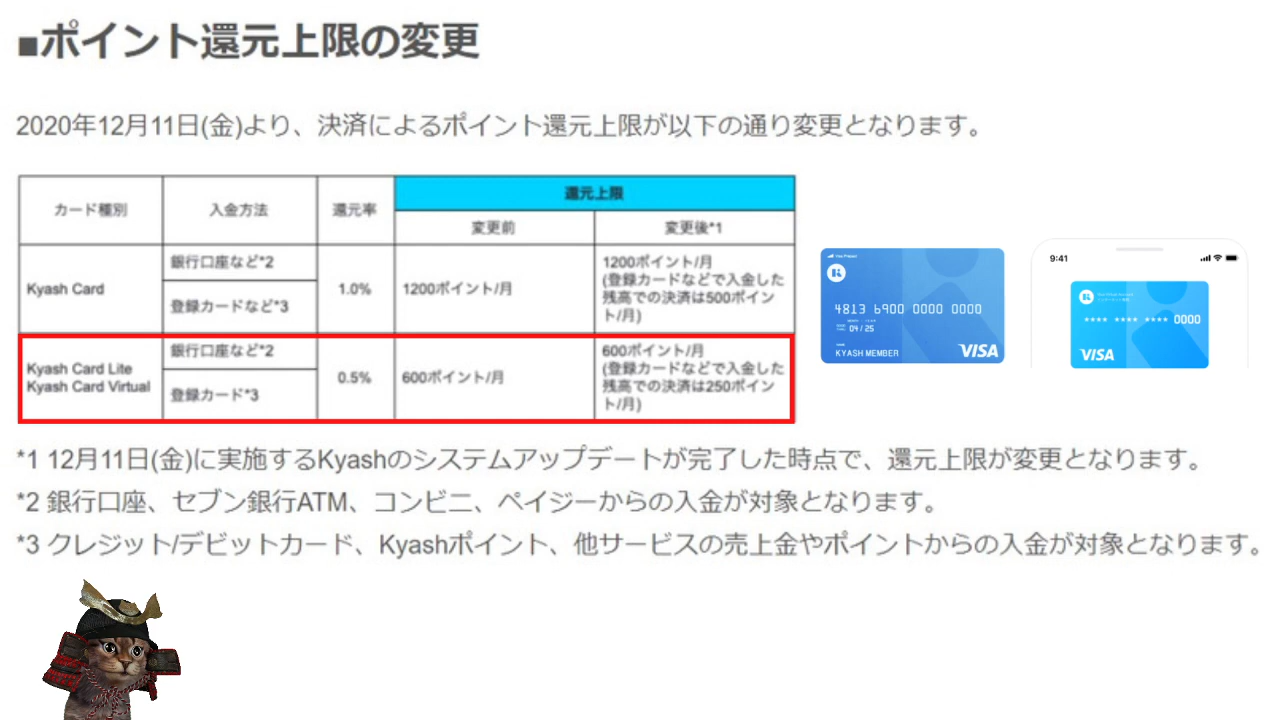 ■ポイント還元上限の変更
2020年12月11日(金)より、決済によるポイント還元上限が以下の通り変更となります。
カード種別
入金方法
還元率
還元上限
変更前
変更後*1
Kyash Card
銀行口座など*2
登録カードなど*3
1.0%
1200ポイント/月
1200ポイント/月
(登録カードなどで入金した
残高での決済は500ポイン
ト/月)
Kyash Card Lite
Kyash Card Virtual
銀行口座など*2
登録カード*3
0.5%
600ポイント/月
600ポイント/月
(登録カードなどで入金した
残高での決済は250ポイン
ト/月)
4813 6900 0000 0000
04/25
KYASH MEMBER
VISA
9:41
**** **** **** 0000
VISA
*1 12月11日(金)に実施するKyashのシステムアップデートが完了した時点で、還元上限が変更となります。
*2 銀行口座、セブン銀行ATM、コンビニ、ペイジーからの入金が対象となります。
*3 クレジット/デビットカード、Kyashポイント、他サービスの売上金やポイントからの入金が対象となります。